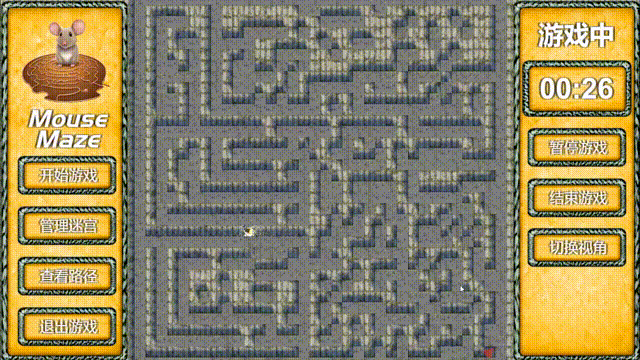 Mouse
Maze
开始游戏
管理迷宫
查看路径
退出游戏
游戏中
00:26
暂停游戏
结束游戏
切换视角